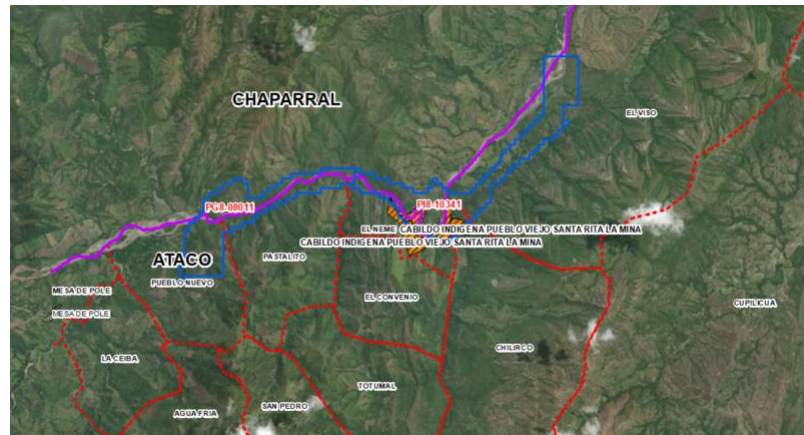 CHAPARRAL
EL VISO
PG8-08011
PI8-10341
EL NEME
CABILDO INDIGENA PUEBLO VIEJO SANTA RITA LA MINA
CABILDO INDIGENA PUEBLO VIEJO SANTA RITA LA MINA
ATACO
PASTALITO
PUEBLO NUEVO
MESA DE POLE
EL CONVENIO
CUPILICUA
MESA DE POLE
CHILIRCO
LA CEIBA
TOTUMAL
SAN PEDRO
AGUA FRIA